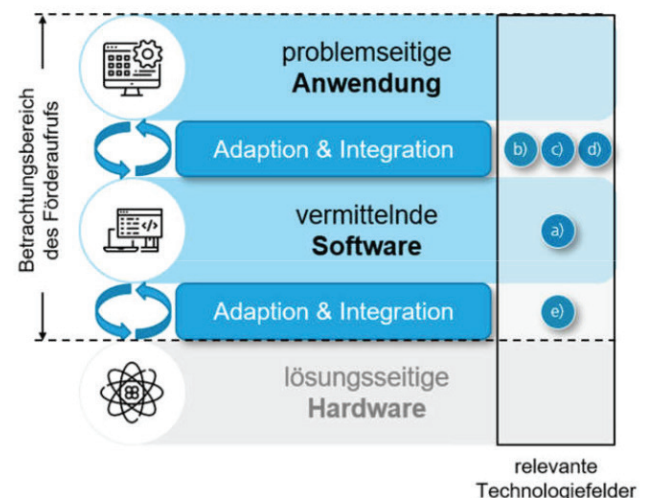 Betrachtungsbereich
des Förderaufrufs
problemseitige
Anwendung
Adaption & Integration
b) c) d)
vermittelnde
Software
a)
Adaption & Integration
e)
lösungsseitige
Hardware
relevante
Technologiefelder